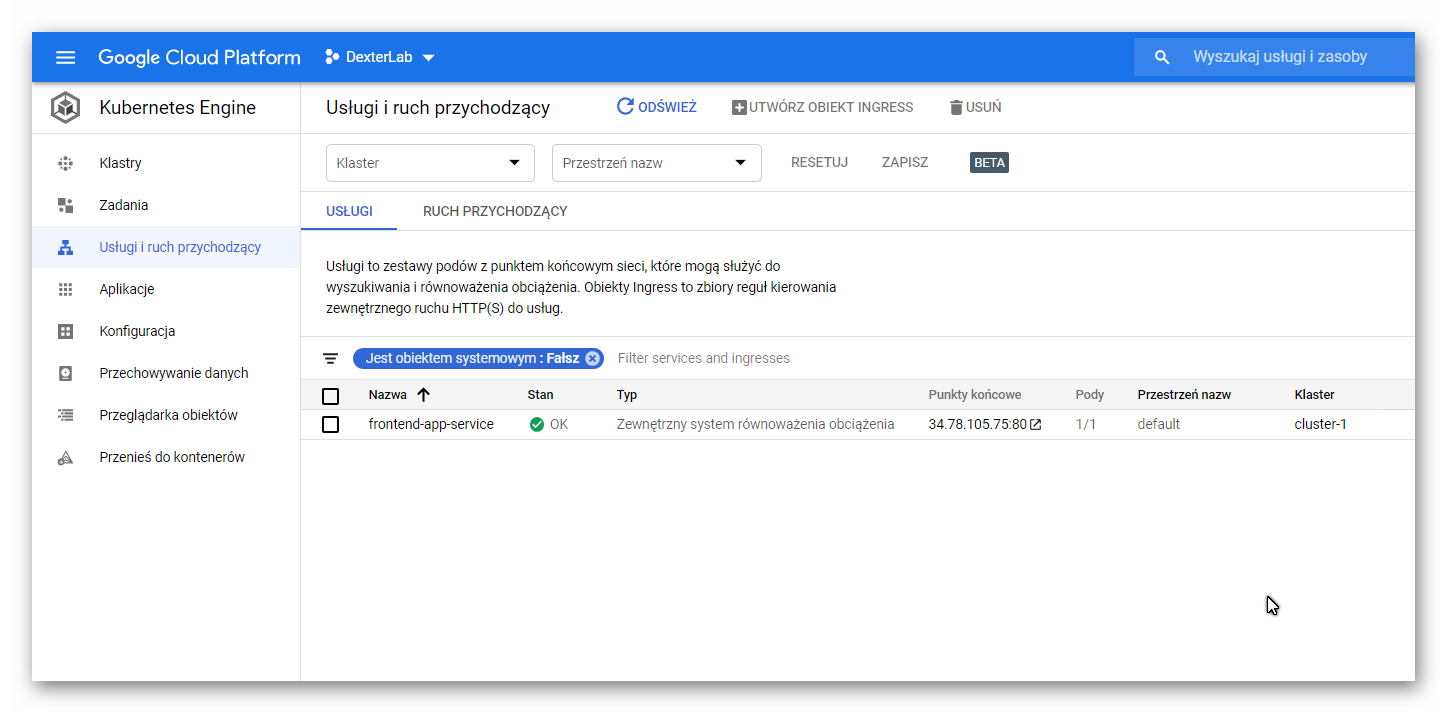 Google Cloud Platform DexterLab Wyszukaj usługi i zasoby
Kubernetes Engine
Klastry
Zadania
Usługi i ruch przychodzący
Aplikacje
Konfiguracja
Przechowywanie danych
Przeglądarka obiektów
Przenieś do kontenerów
Usługi i ruch przychodzący ODŚWIEŻ UTWÓRZ OBIEKT INGRESS USUŃ
Klaster Przestrzeń nazw RESETUJ ZAPISZ BETA
USŁUGI RUCH PRZYCHODZĄCY
Usługi to zestawy podów z punktem końcowym sieci, które mogą służyć do
wyszukiwania i równoważenia obciążenia. Obiekty Ingress to zbiory reguł kierowania
zewnętrznego ruchu HTTP(S) do usług.
Jest obiektem systemowym : Fałsz Filter services and ingresses
Nazwa Stan Typ Punkty końcowe Pody Przestrzeń nazw Klaster
frontend-app-service OK Zewnętrzny system równoważenia obciążenia 34.78.105.75:80 1/1 default cluster-1